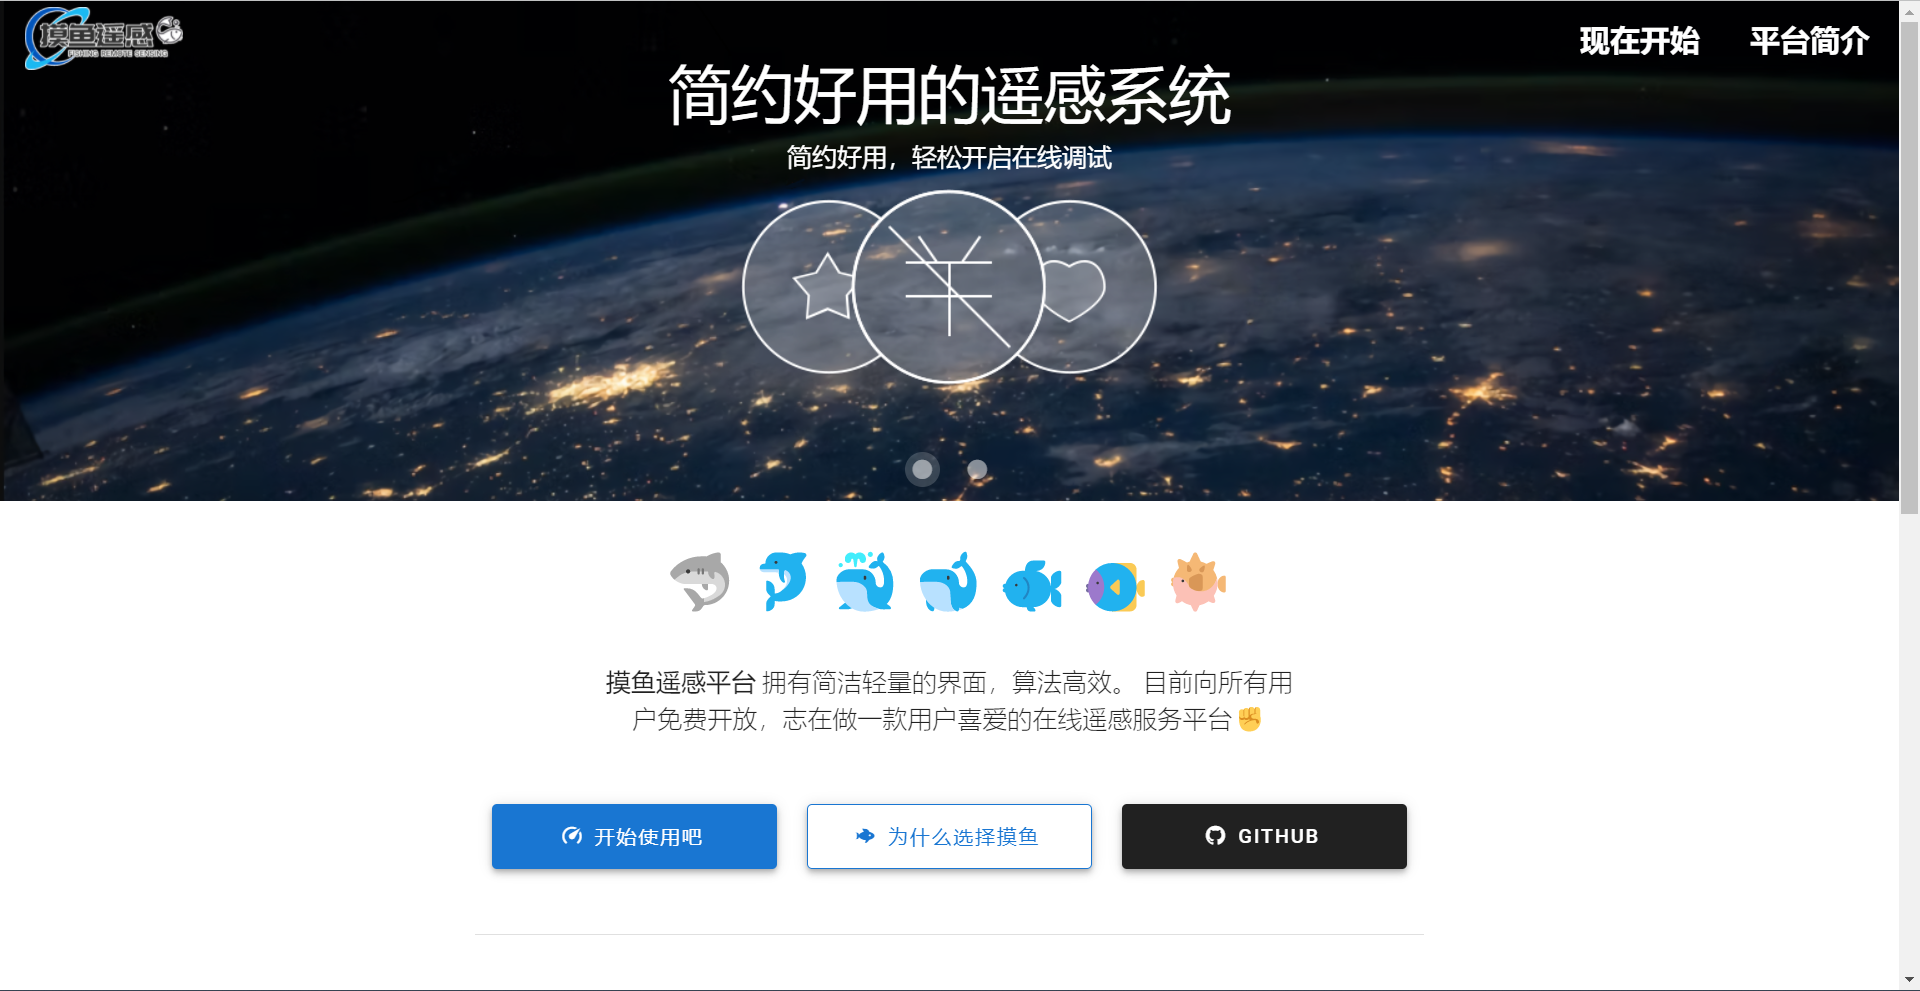 摸鱼遥感
FISHING REMOTE SENSING
现在开始
平台简介
简约好用的遥感系统
简约好用，轻松开启在线调试
摸鱼遥感平台 拥有简洁轻量的界面，算法高效。 目前向所有用
户免费开放，志在做一款用户喜爱的在线遥感服务平台✊
开始使用吧
为什么选择摸鱼
GITHUB